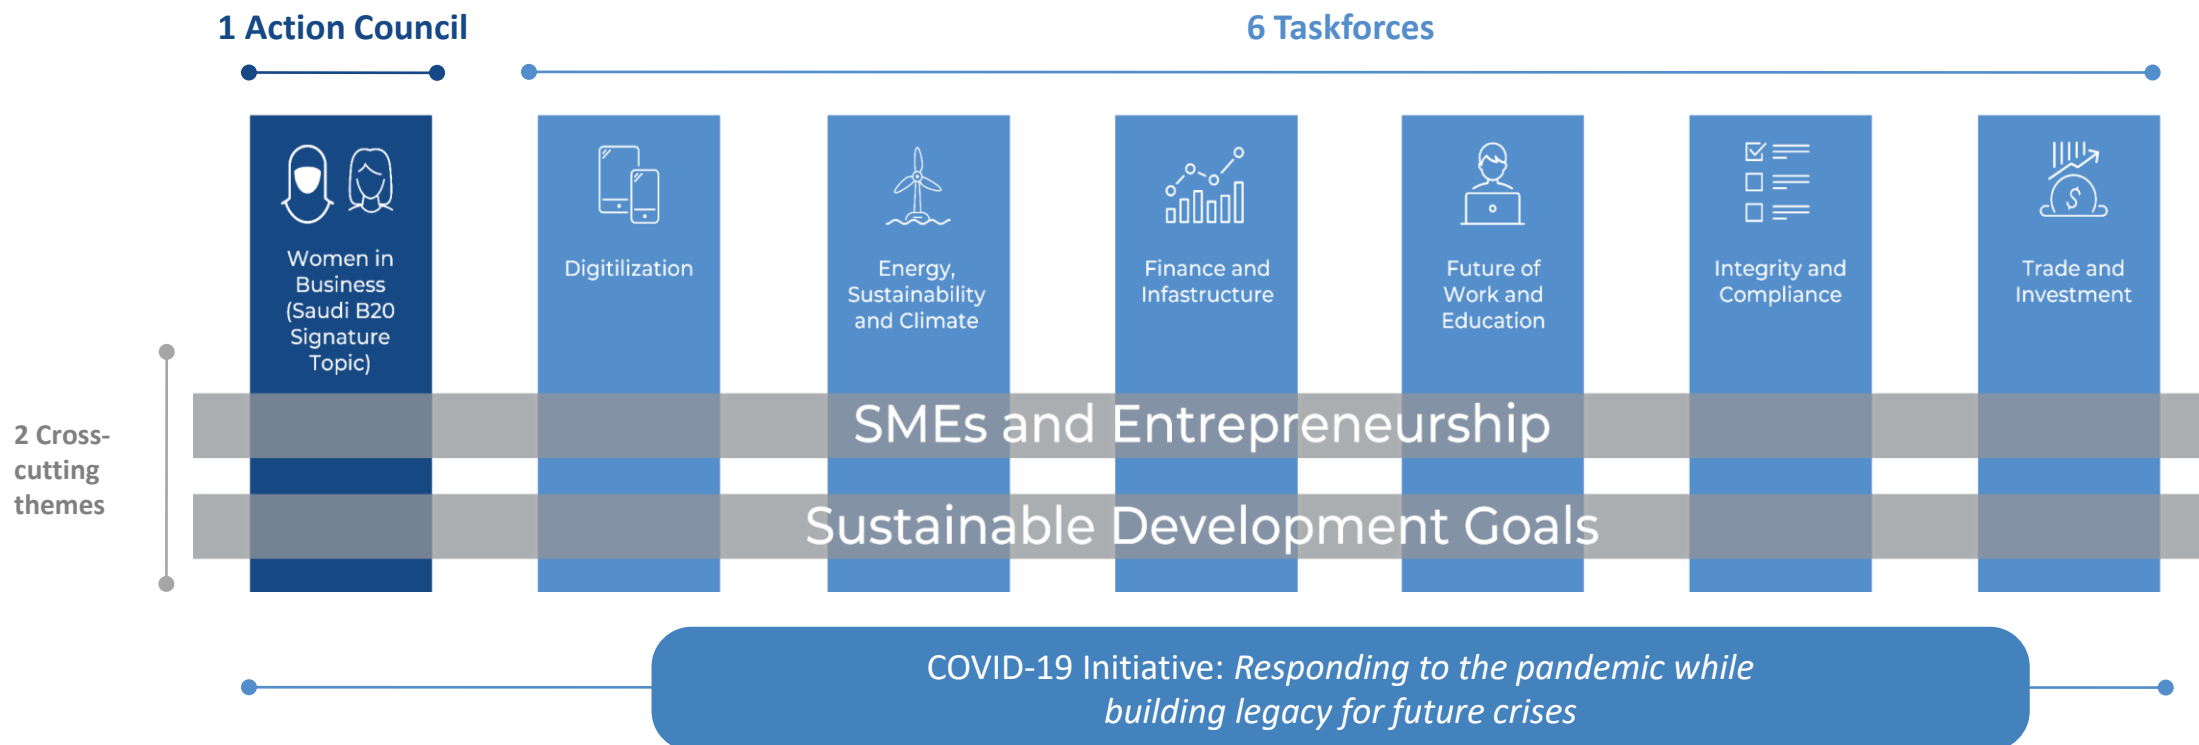 1 Action Council
6 Taskforces
Women in
Business
(Saudi B20
Signature
Topic)
Digitilization
Energy,
Sustainability
and Climate
Finance and
Infastructure
Future of
Work and
Education
Integrity and
Compliance
Trade and
Investment
$
2 Cross-
cutting
themes
SMEs and Entrepreneurship
Sustainable Development Goals
COVID-19 Initiative: Responding to the pandemic while
building legacy for future crises